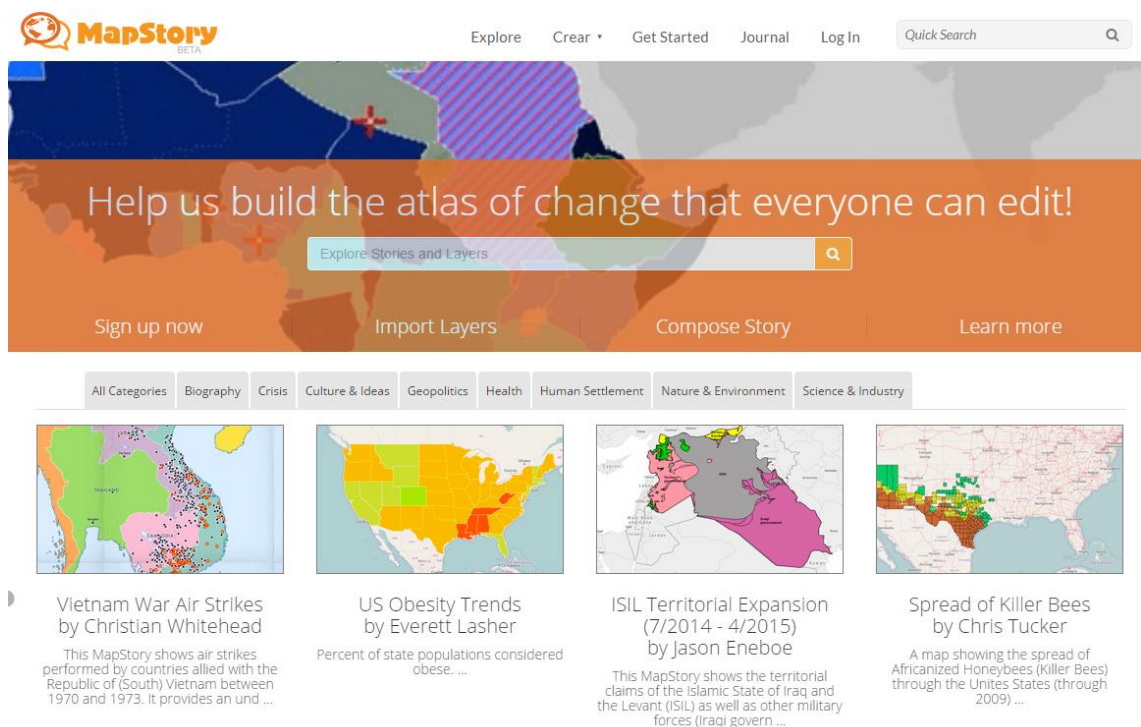 MapStory
BETA
Explore Crear Get Started Journal Log In Quick Search
Help us build the atlas of change that everyone can edit!
Explore Stories and Layers
Sign up now Import Layers Compose Story Learn more
All Categories Biography Crisis Culture & Ideas Geopolitics Health Human Settlement Nature & Environment Science & Industry
Vietnam War Air Strikes
by Christian Whitehead
This MapStory shows air strikes
performed by countries allied with the
Republic of (South) Vietnam between
1970 and 1973. It provides an und ...
US Obesity Trends
by Everett Lasher
Percent of state populations considered
obese. ...
ISIL Territorial Expansion
(7/2014 - 4/2015)
by Jason Eneboe
This MapStory shows the territorial
claims of the Islamic State of Iraq and
the Levant (ISIL) as well as other military
forces (Iraqi govern ...
Spread of Killer Bees
by Chris Tucker
A map showing the spread of
Africanized Honeybees (Killer Bees)
through the Unites States (through
2009) ...